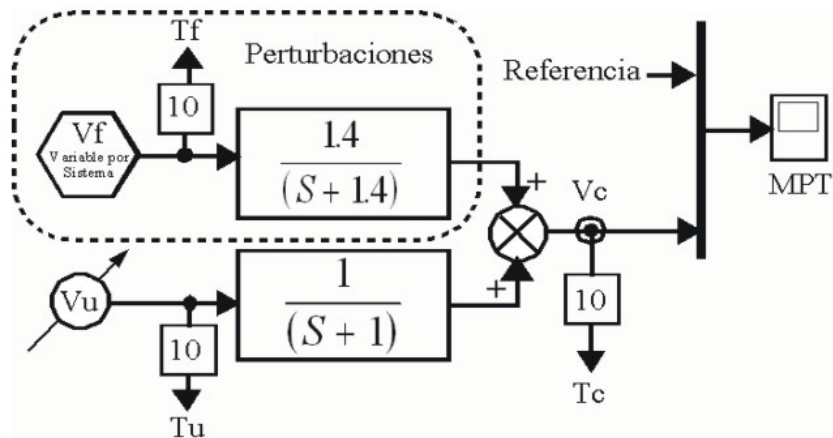 Tf
Perturbaciones
10
Referencia
Vf
Variable por
Sistema
1.4
(S + 1.4)
+
Vc
MPT
Vu
1
(S + 1)
+
10
10
Tu
Tc